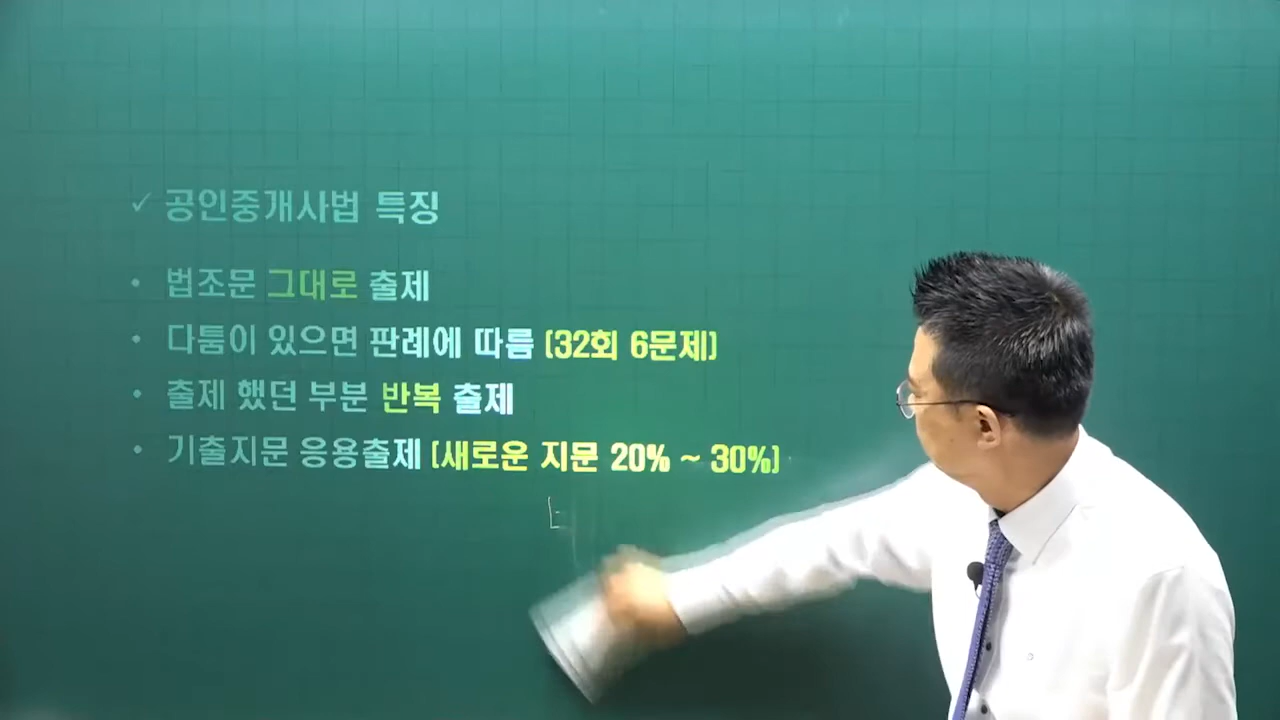 ✓ 공인중개사법 특징
• 법조문 그대로 출제
• 다툼이 있으면 판례에 따름 (32회 6문제)
• 출제 했던 부분 반복 출제
• 기출지문 응용출제 (새로운 지문 20% ~ 30%)